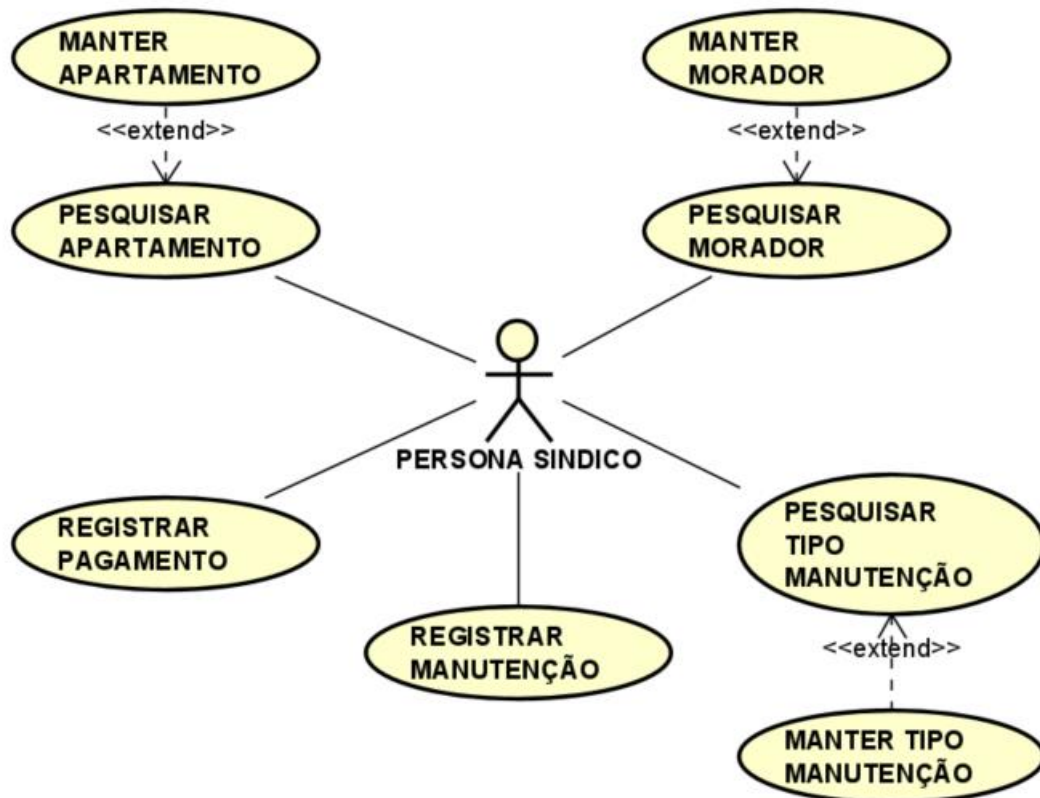 MANTER
APARTAMENTO
<<extend>>
PESQUISAR
APARTAMENTO
MANTER
MORADOR
<<extend>>
PESQUISAR
MORADOR
PERSONA SINDICO
REGISTRAR
PAGAMENTO
REGISTRAR
MANUTENÇÃO
PESQUISAR
TIPO
MANUTENÇÃO
<<extend>>
MANTER TIPO
MANUTENÇÃO